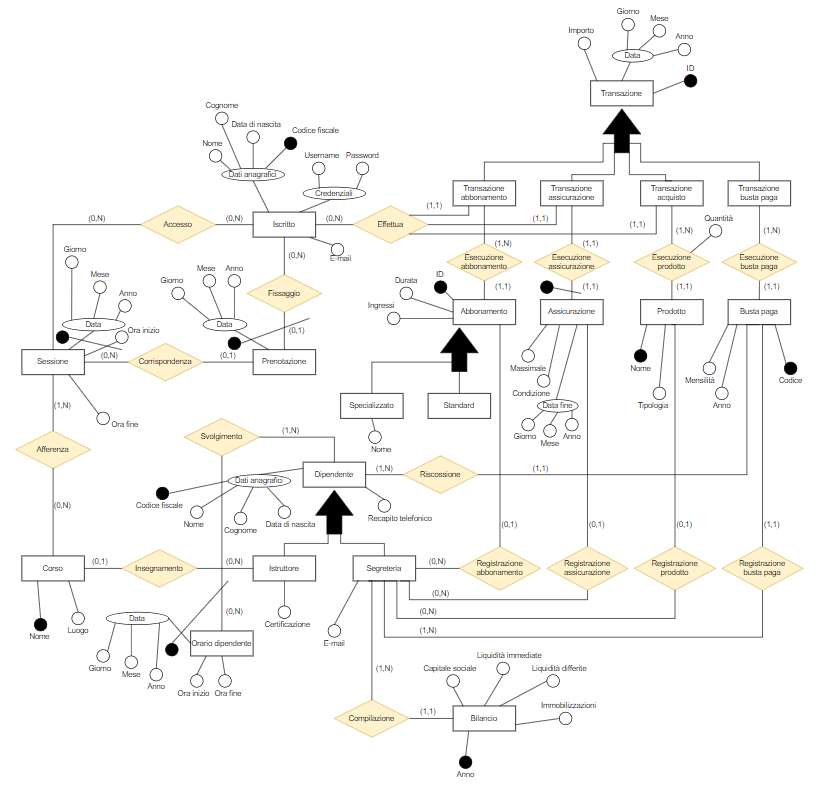 Giorno
Mese
Importo
Anno
Data
ID
Transazione
Cognome
Data di nascita
Codice fiscale
Nome
Username
Password
Dati anagrafici
Credenziali
Transazione
abbonamento
Transazione
assicurazione
Transazione
acquisto
Transazione
busta paga
(1,1)
(0,N)
Accesso
(0,N)
Iscritto
(0,N)
Effettua
(1,1)
(1,1)
Quantità
(1,N)
(1,1)
(1,N)
(1,N)
Giorno
E-mail
(0,N)
Esecuzione
abbonamento
Esecuzione
assicurazione
Esecuzione
prodotto
Esecuzione
busta paga
Mese
Giorno
Mese
Anno
Fissaggio
ID
Durata
(1,1)
(1,1)
(1,1)
(1,1)
Anno
Ingressi
Abbonamento
Assicurazione
Prodotto
Busta paga
Data
Ora inizio
Data
(0,1)
Sessione
(0,N)
Corrispondenza
(0,1)
Prenotazione
Massimale
Nome
Mensilità
Codice
Condizione
Anno
Tipologia
(1,N)
Specializzato
Standard
Data fine
Ora fine
Giorno
Mese
Anno
Svolgimento
(1,N)
Nome
Afferenza
Dipendente
(1,N)
Riscossione
(1,1)
Dati anagrafici
Codice fiscale
Nome
Cognome
Data di nascita
Recapito telefonico
(0,N)
(0,1)
(0,1)
(0,1)
(1,1)
Corso
(0,1)
Insegnamento
(0,N)
Istruttore
Segreteria
(0,N)
Registrazione
abbonamento
Registrazione
assicurazione
Registrazione
prodotto
Registrazione
busta paga
(0,N)
(0,N)
(0,N)
Data
Certificazione
Nome
Luogo
E-mail
(1,N)
Orario dipendente
Giorno
Mese
Anno
Ora inizio
Ora fine
(1,N)
Capitale sociale
Liquidità immediate
Liquidità differite
Immobilizzazioni
Compilazione
(1,1)
Bilancio
Anno